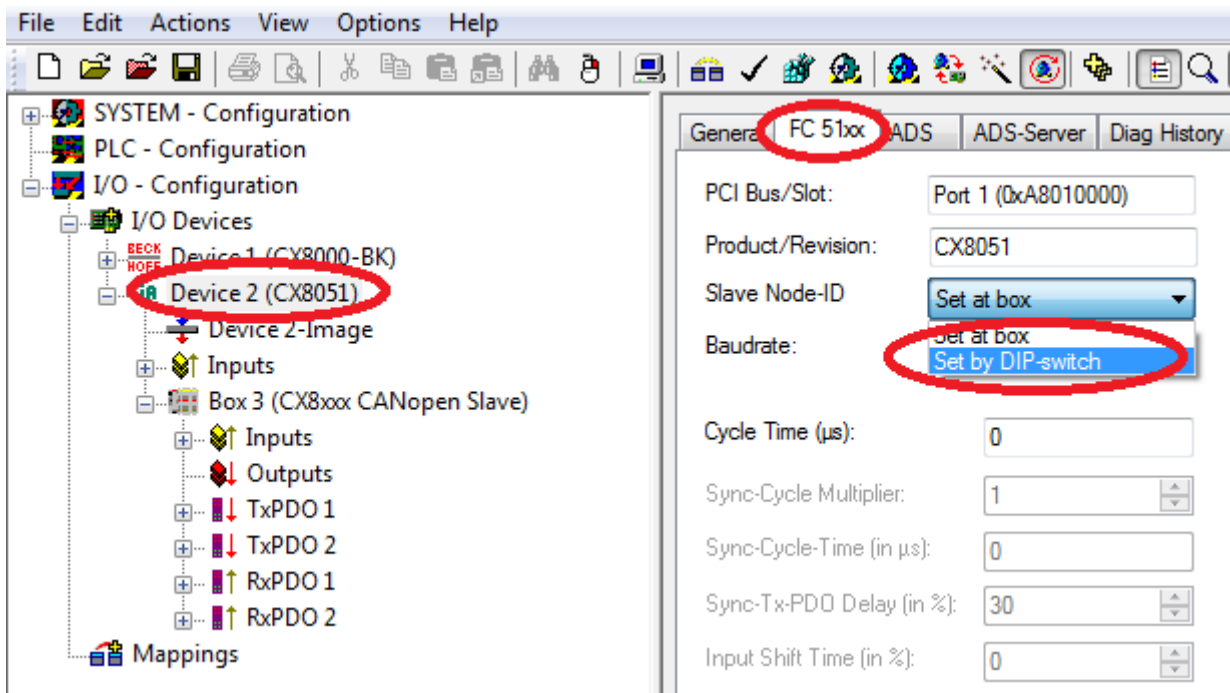 File Edit Actions View Options Help
SYSTEM - Configuration
PLC - Configuration
I/O - Configuration
I/O Devices
BECK
HOFF
Device 1 (CX8000-BK)
Device 2 (CX8051)
Device 2-Image
Inputs
Box 3 (CX8xxx CANopen Slave)
Inputs
Outputs
TxPDO 1
TxPDO 2
RxPDO 1
RxPDO 2
Mappings
General FC 51xx ADS ADS-Server Diag History
PCI Bus/Slot: Port 1 (0xA8010000)
Product/Revision: CX8051
Slave Node-ID Set at box
Set at box
Baudrate: Set by DIP-switch
Cycle Time (µs): 0
Sync-Cycle Multiplier: 1
Sync-Cycle-Time (in µs): 0
Sync-Tx-PDO Delay (in %): 30
Input Shift Time (in %): 0